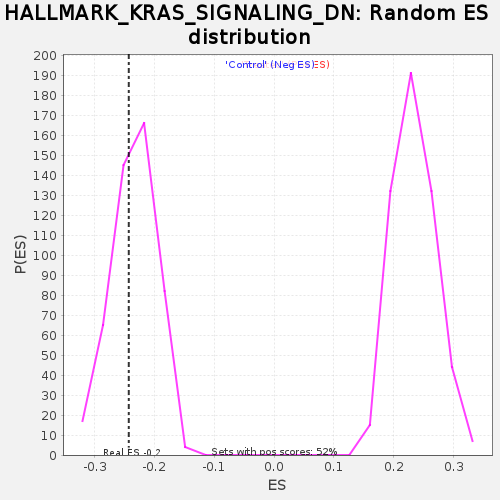 HALLMARK_KRAS_SIGNALING_DN: Random ES
distribution
'Control' (Neg ES) ES)
P(ES)
200
190
180
170
160
150
140
130
120
110
100
90
80
70
60
50
40
30
20
10
0
Real ES -0.2
Sets with pos scores: 52%
-0.3 -0.2 -0.1 0.0 0.1 0.2 0.3
ES